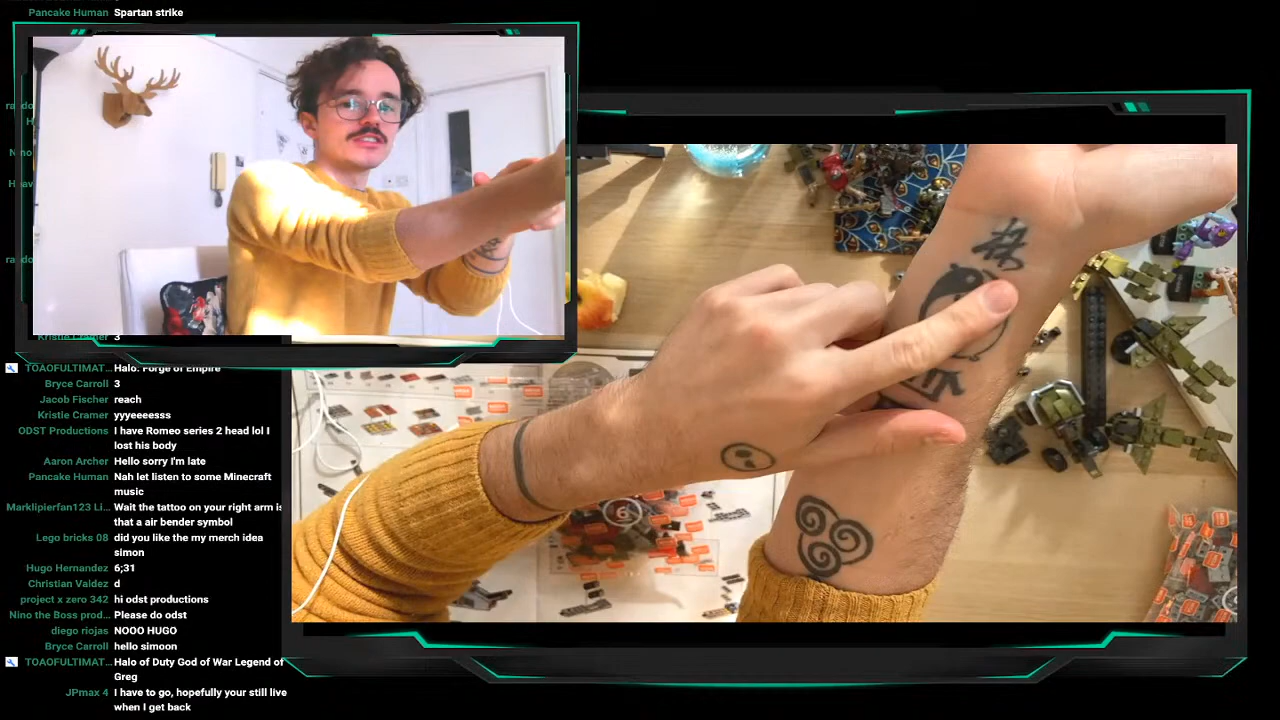 Pancake Human Spartan strike
Kristie Cramer 3
TOAOFULTIMAT... Halo: Forge of Empire
Bryce Carroll 3
Jacob Fischer reach
Kristie Cramer yyyeeeesss
ODST Productions I have Romeo series 2 head lol I
lost his body
Aaron Archer Hello sorry I'm late
Pancake Human Nah let listen to some Minecraft
music
Marklipierfan123 Li... Wait the tattoo on your right arm is
that a air bender symbol
Lego bricks 08 did you like the my merch idea
simon
Hugo Hernandez 6;31
Christian Valdez d
project x zero 342 hi odst productions
Nino the Boss prod... Please do odst
diego riojas NOOO HUGO
Bryce Carroll hello simoon
TOAOFULTIMAT... Halo of Duty God of War Legend of
Greg
JPmax 4 I have to go, hopefully your still live
when I get back
6